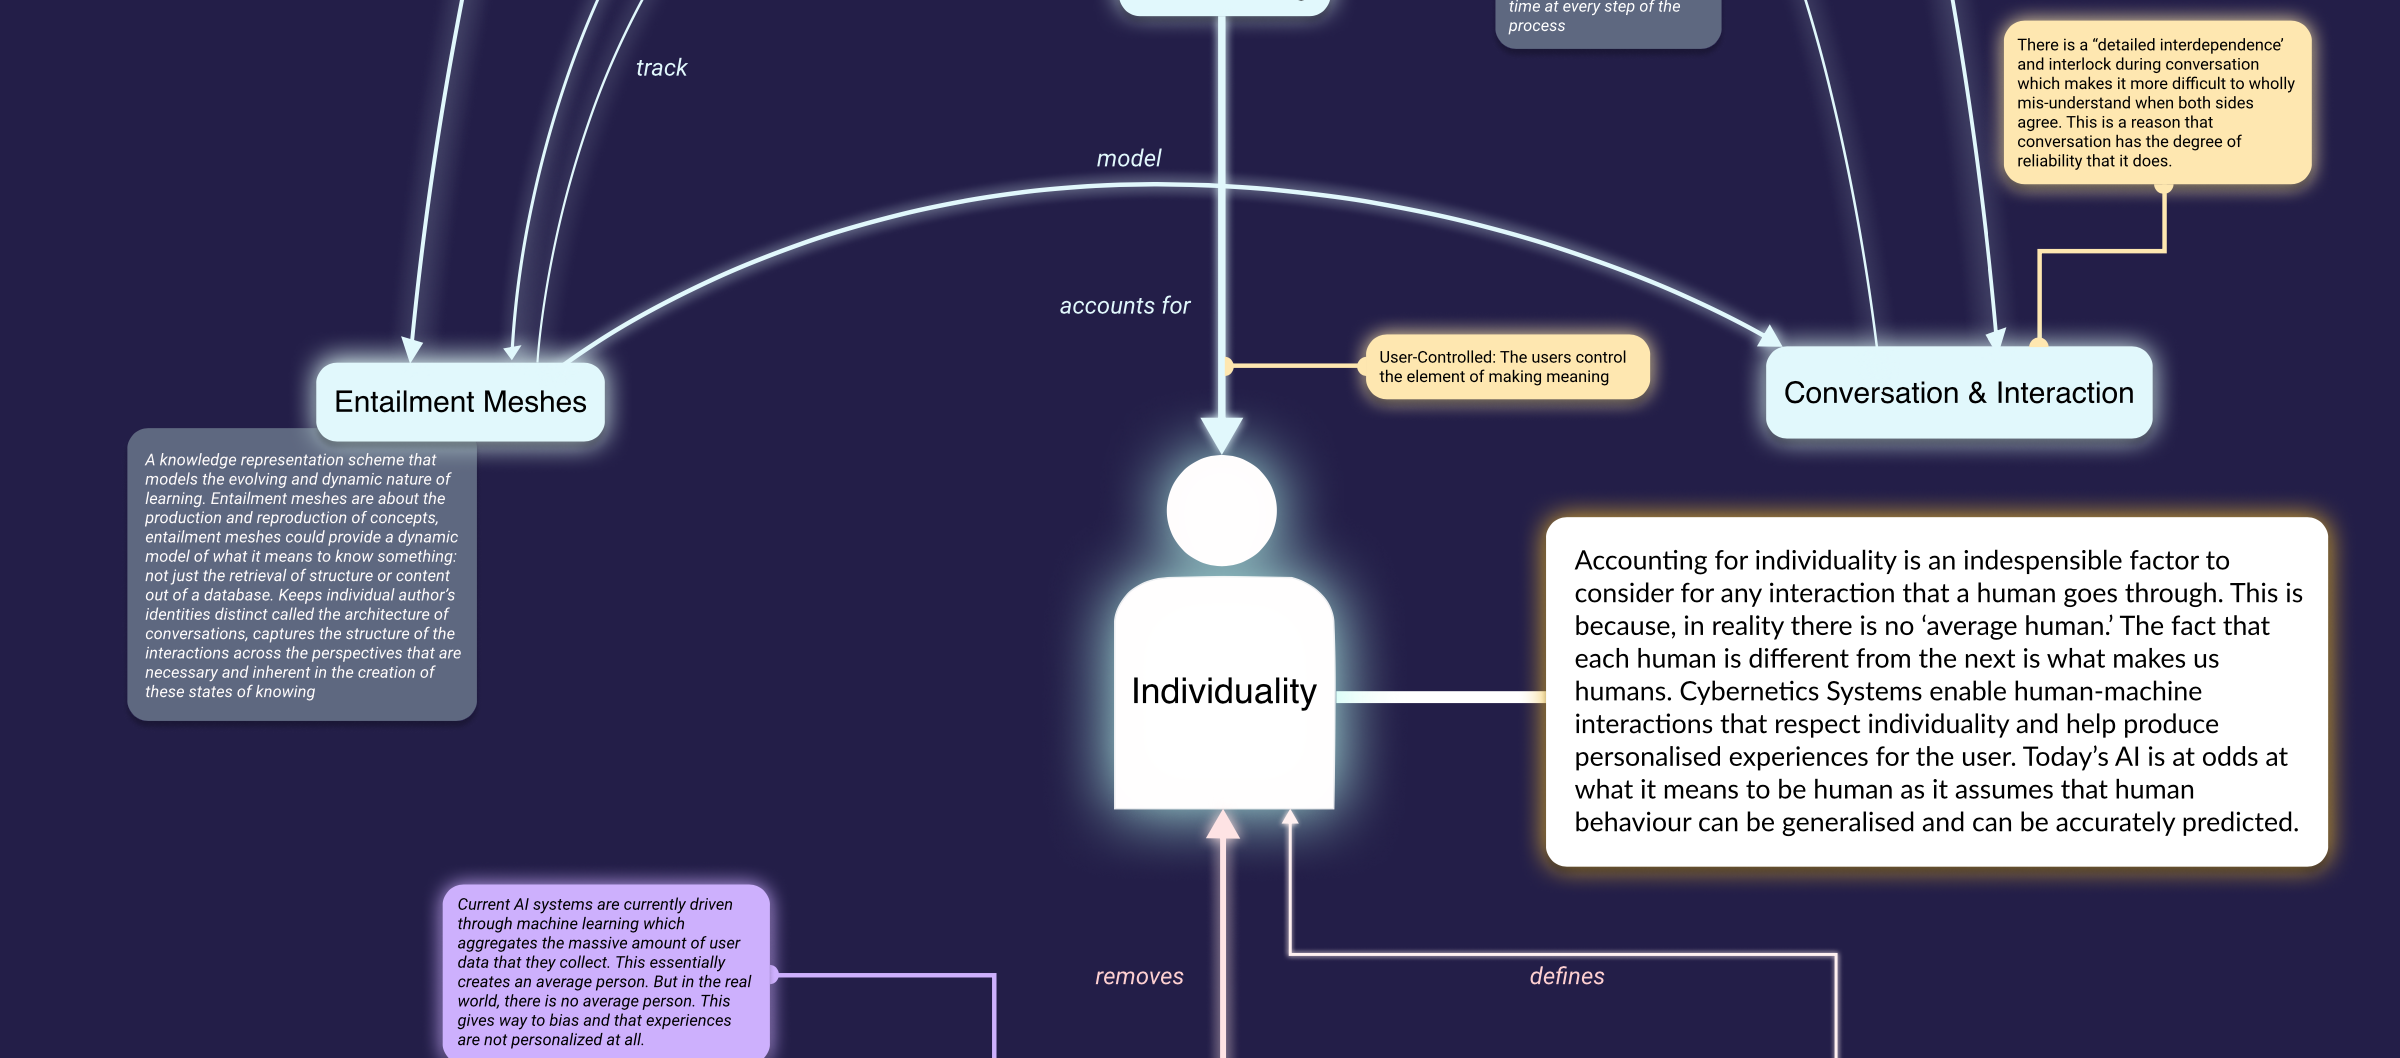 time at every step of the
process
There is a “detailed interdependence’
and interlock during conversation
which makes it more difficult to wholly
mis-understand when both sides
agree. This is a reason that
conversation has the degree of
reliability that it does.
track
model
accounts for
User-Controlled: The users control
the element of making meaning
Entailment Meshes
Conversation & Interaction
A knowledge representation scheme that
models the evolving and dynamic nature of
learning. Entailment meshes are about the
production and reproduction of concepts,
entailment meshes could provide a dynamic
model of what it means to know something:
not just the retrieval of structure or content
out of a database. Keeps individual author’s
identities distinct called the architecture of
conversations, captures the structure of the
interactions across the perspectives that are
necessary and inherent in the creation of
these states of knowing
Individuality
Accounting for individuality is an indespensible factor to
consider for any interaction that a human goes through. This is
because, in reality there is no ‘average human.’ The fact that
each human is different from the next is what makes us
humans. Cybernetics Systems enable human-machine
interactions that respect individuality and help produce
personalised experiences for the user. Today’s AI is at odds at
what it means to be human as it assumes that human
behaviour can be generalised and can be accurately predicted.
Current AI systems are currently driven
through machine learning which
aggregates the massive amount of user
data that they collect. This essentially
creates an average person. But in the real
world, there is no average person. This
gives way to bias and that experiences
are not personalized at all.
removes
defines